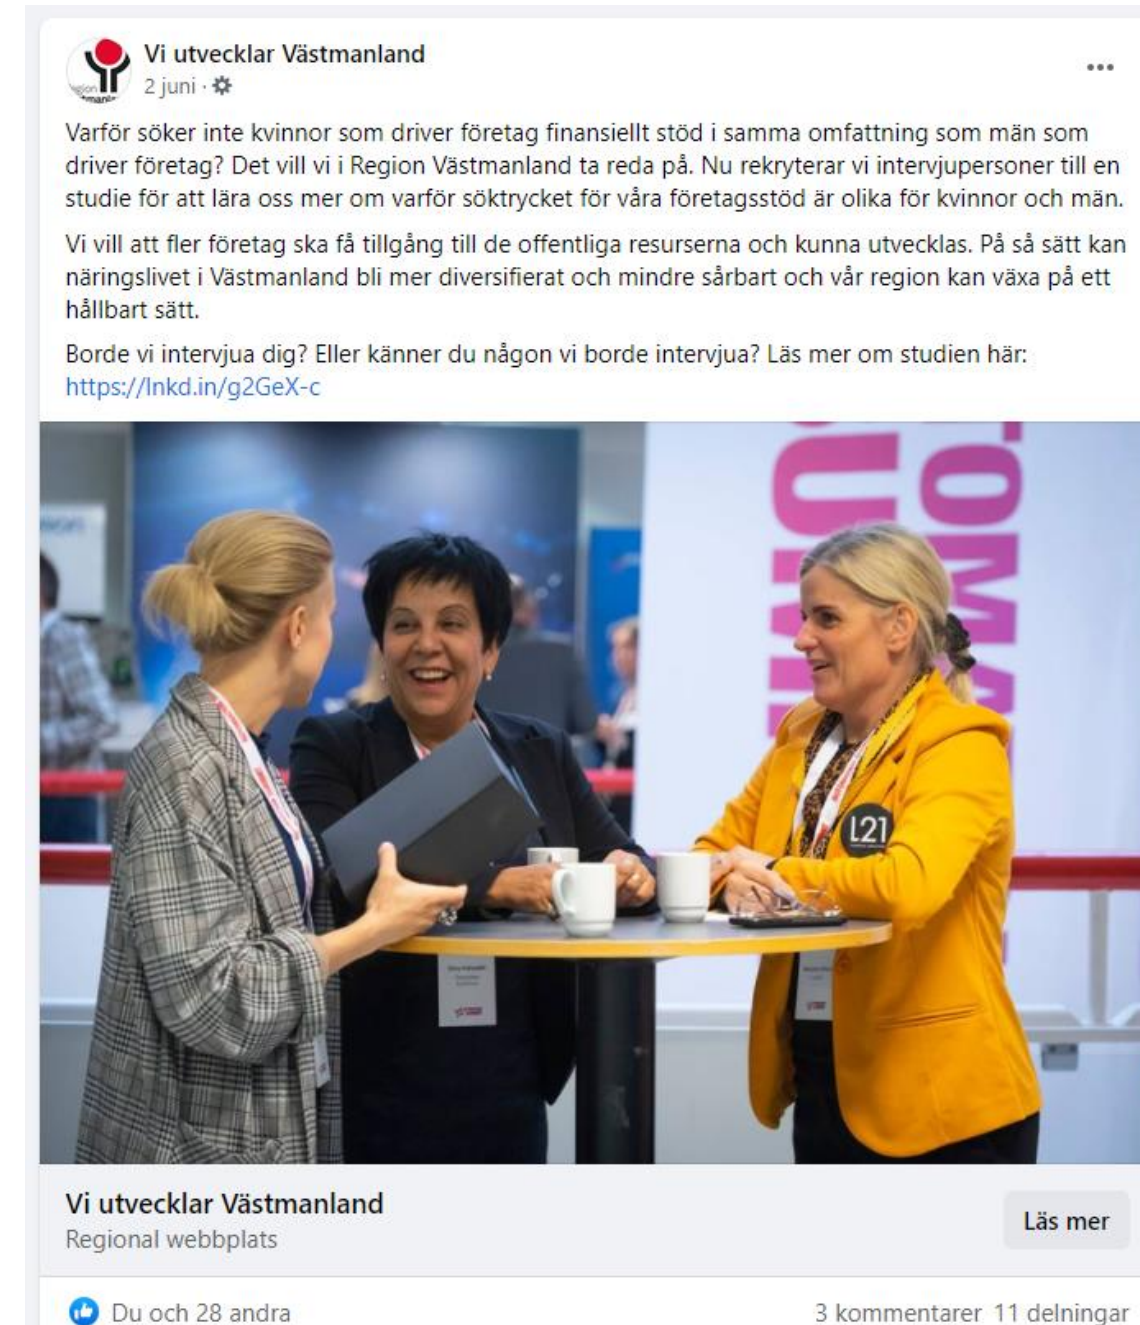 Vi utvecklar Västmanland
2 juni ·
Varför söker inte kvinnor som driver företag finansiellt stöd i samma omfattning som män som
driver företag? Det vill vi i Region Västmanland ta reda på. Nu rekryterar vi intervjupersoner till en
studie för att lära oss mer om varför söktrycket för våra företagsstöd är olika för kvinnor och män.
Vi vill att fler företag ska få tillgång till de offentliga resurserna och kunna utvecklas. På så sätt kan
näringslivet i Västmanland bli mer diversifierat och mindre sårbart och vår region kan växa på ett
hållbart sätt.
Borde vi intervjua dig? Eller känner du någon vi borde intervjua? Läs mer om studien här:
https://lnkd.in/g2GeX-c
L21
Vi utvecklar Västmanland
Regional webbplats
Läs mer
Du och 28 andra
3 kommentarer 11 delningar